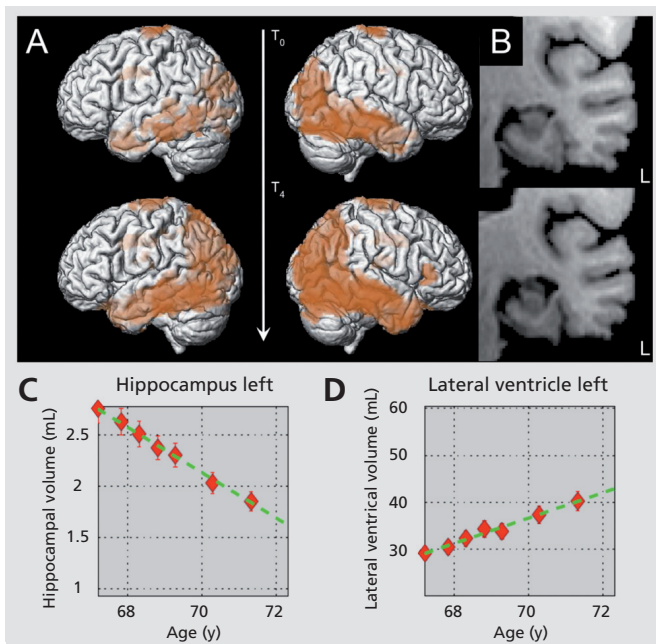 A
T0
B
L
T4
L
C
Hippocampus left
Hippocampal volume (mL)
2.5
2
1.5
1
68 70 72
Age (y)
D
Lateral ventricle left
Lateral ventrical volume (mL)
60
50
40
30
68 70 72
Age (y)